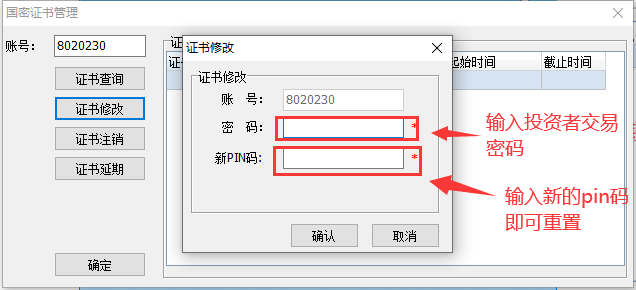 国密证书管理
账号：
8020230
证书查询
证书修改
证书注销
证书延期
确定
起始时间
截止时间
证书修改
证书修改
账 号：
8020230
密 码：
*
新PIN码：
*
确认
取消
输入投资者交易
密码
输入新的pin码
即可重置